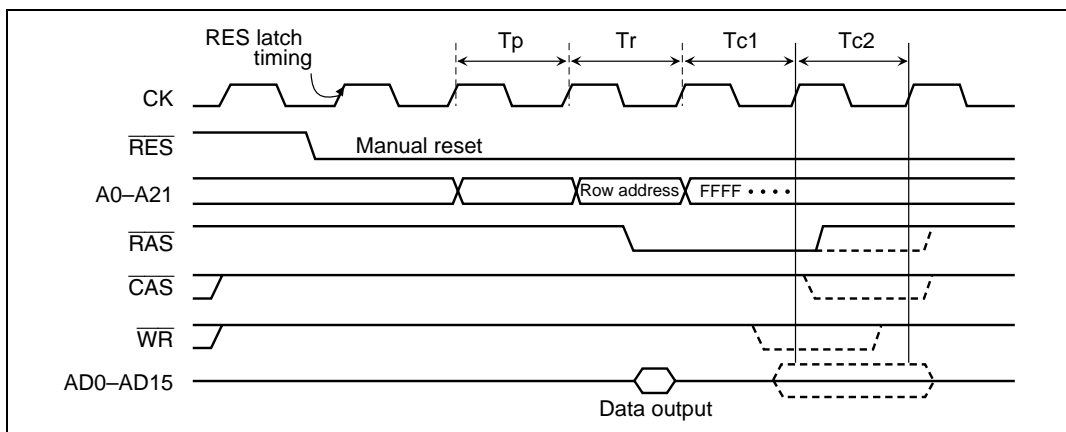 RES latch
timing
Tp Tr Tc1 Tc2
CK
RES
Manual reset
A0–A21
Row address
FFFF ····
RAS
CAS
WR
AD0–AD15
Data output